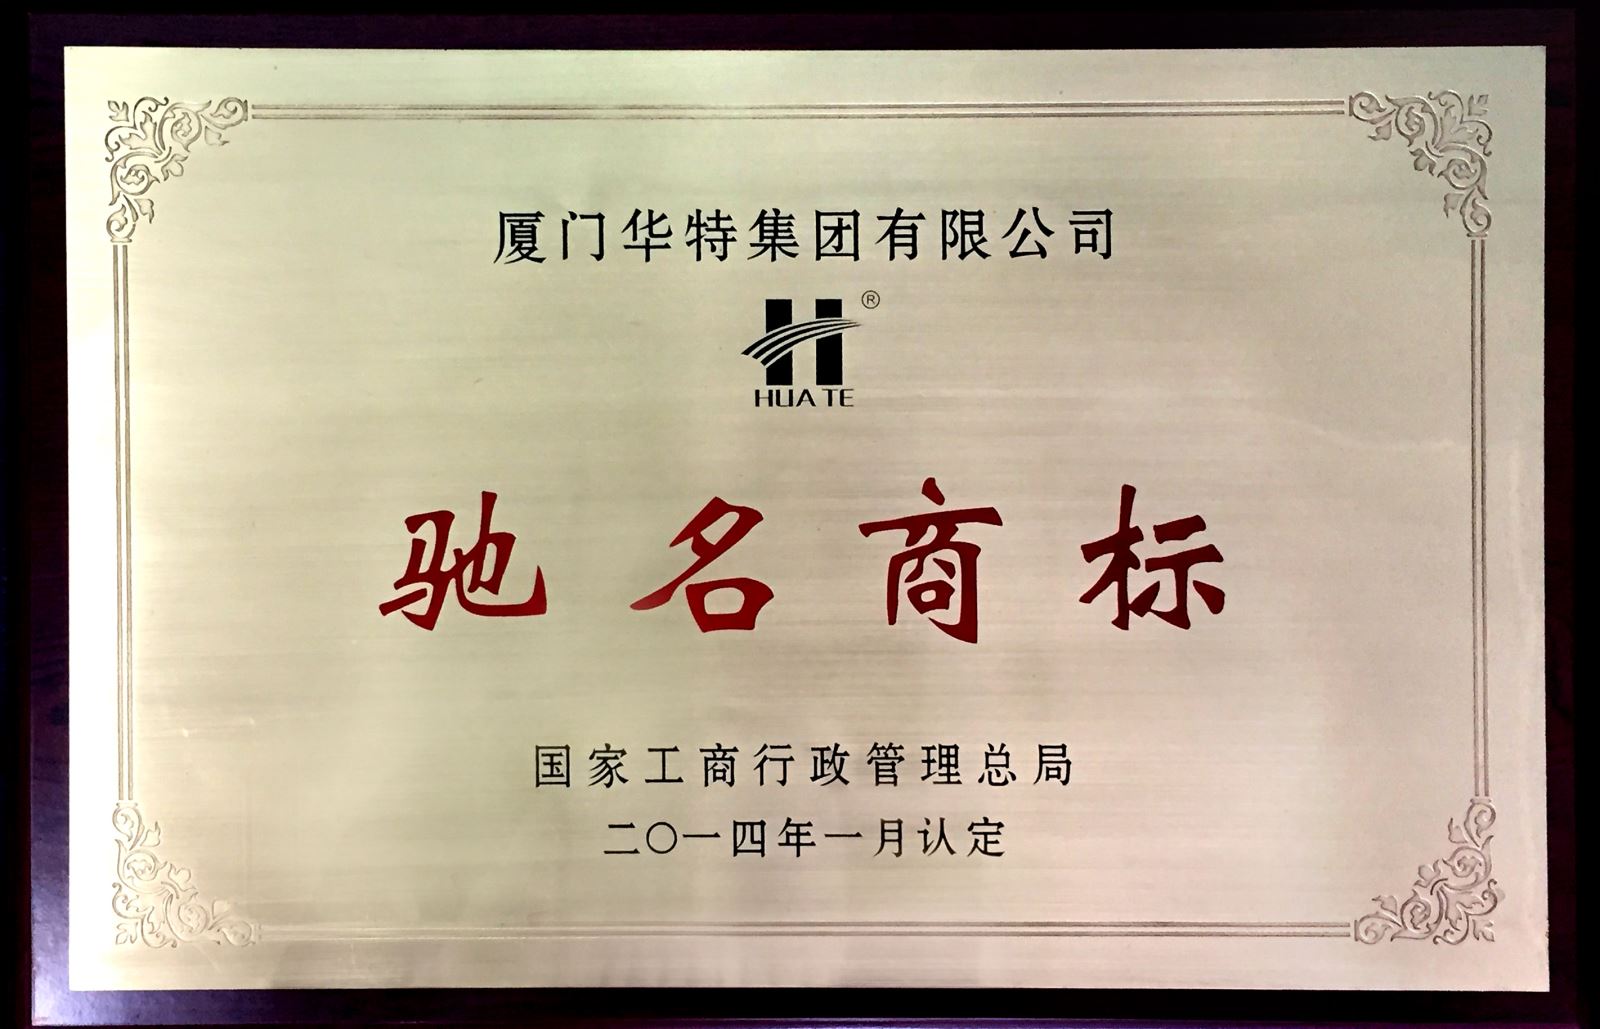 厦门华特集团有限公司
®
HUATE
驰名商标
国家工商行政管理总局
二〇一四年一月认定